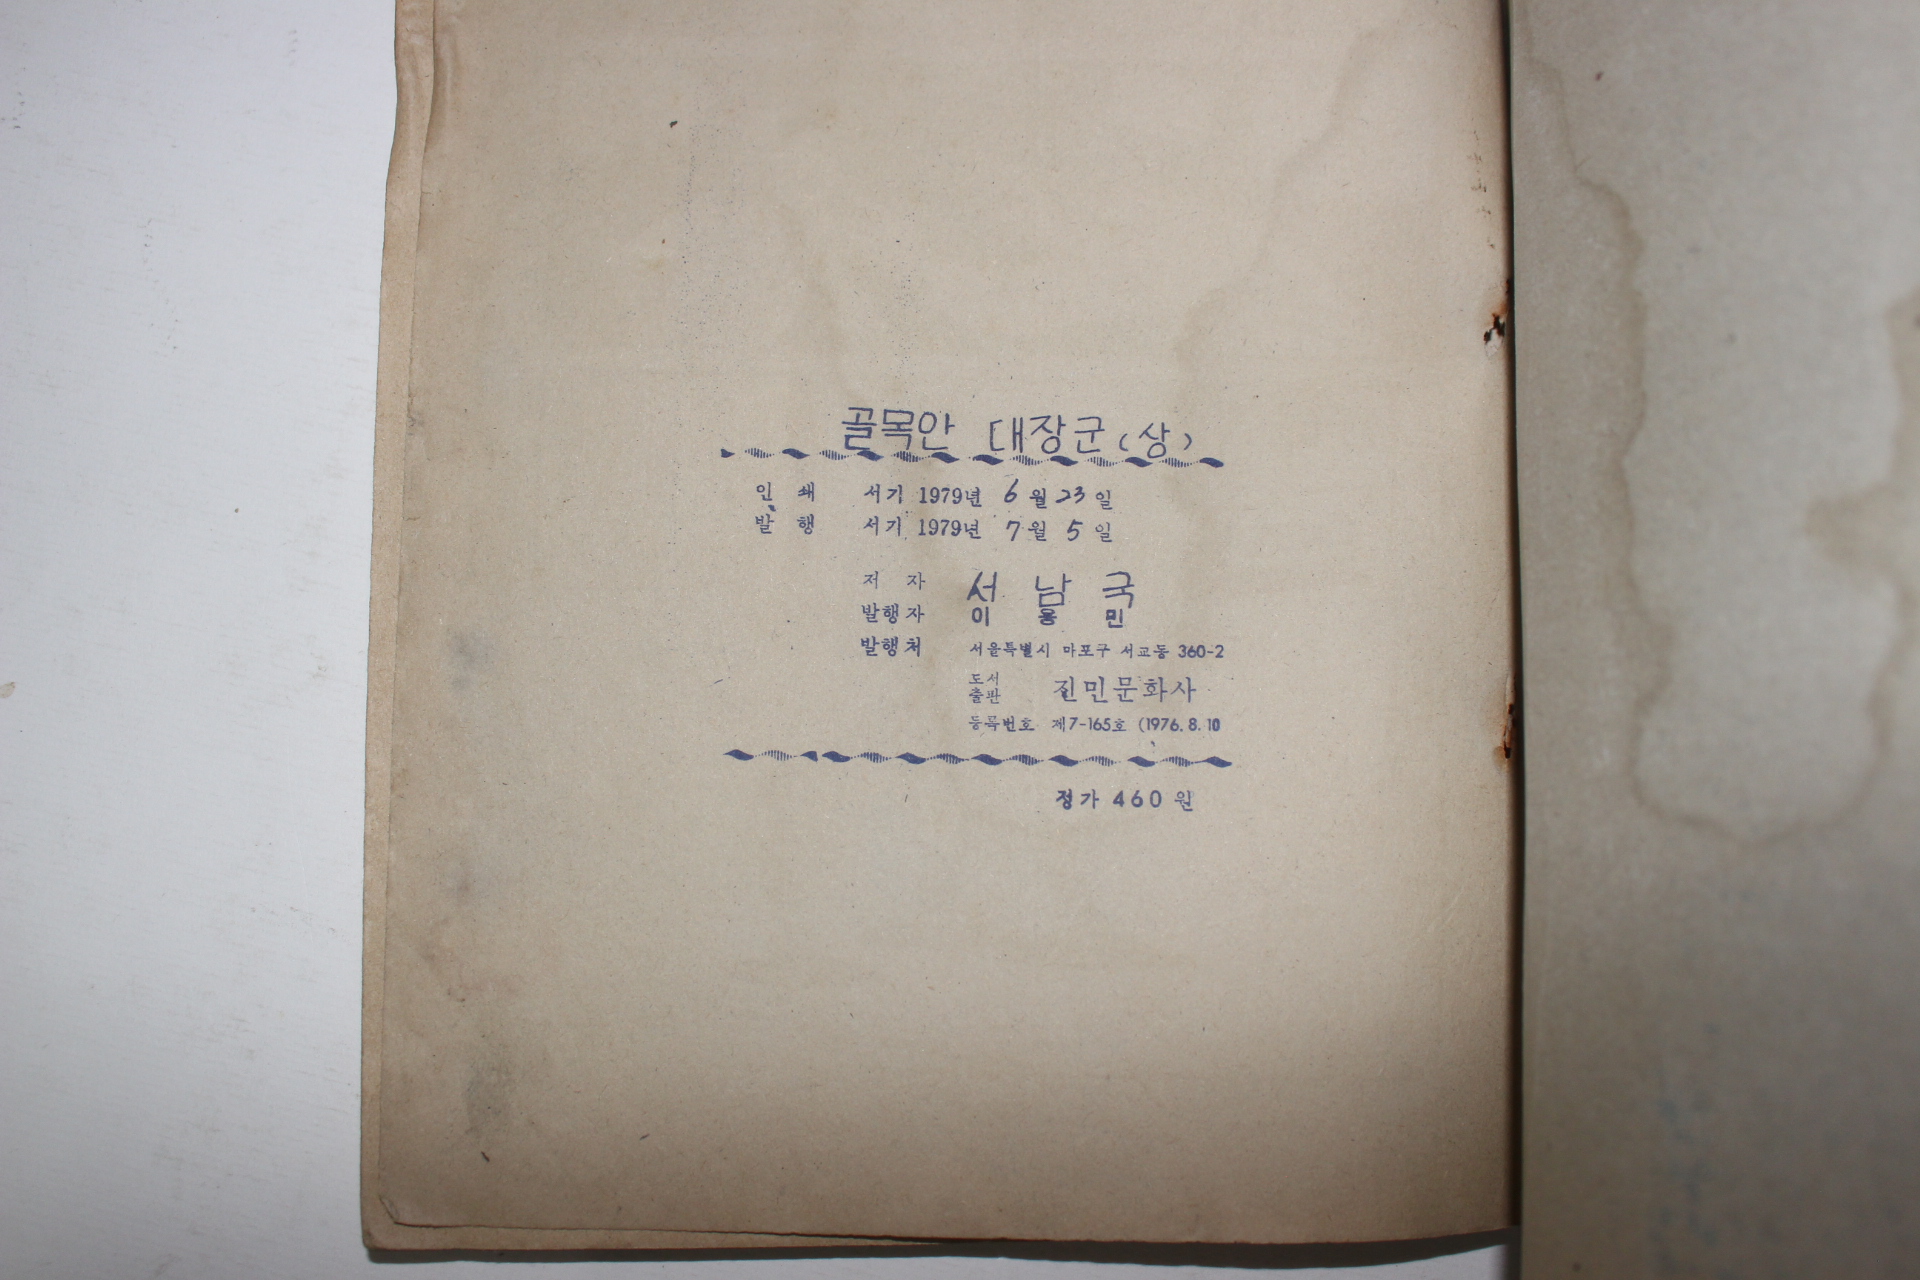 골목안 대장군 (상)
인쇄 서기 1979년 6월 23일
발행 서기 1979년 7월 5일
저자 서남국
발행자 이용민
발행처 서울특별시 마포구 서교동 360-2
도서출판 진민문화사
등록번호 제7-165호 (1976. 8. 10
정가 460 원